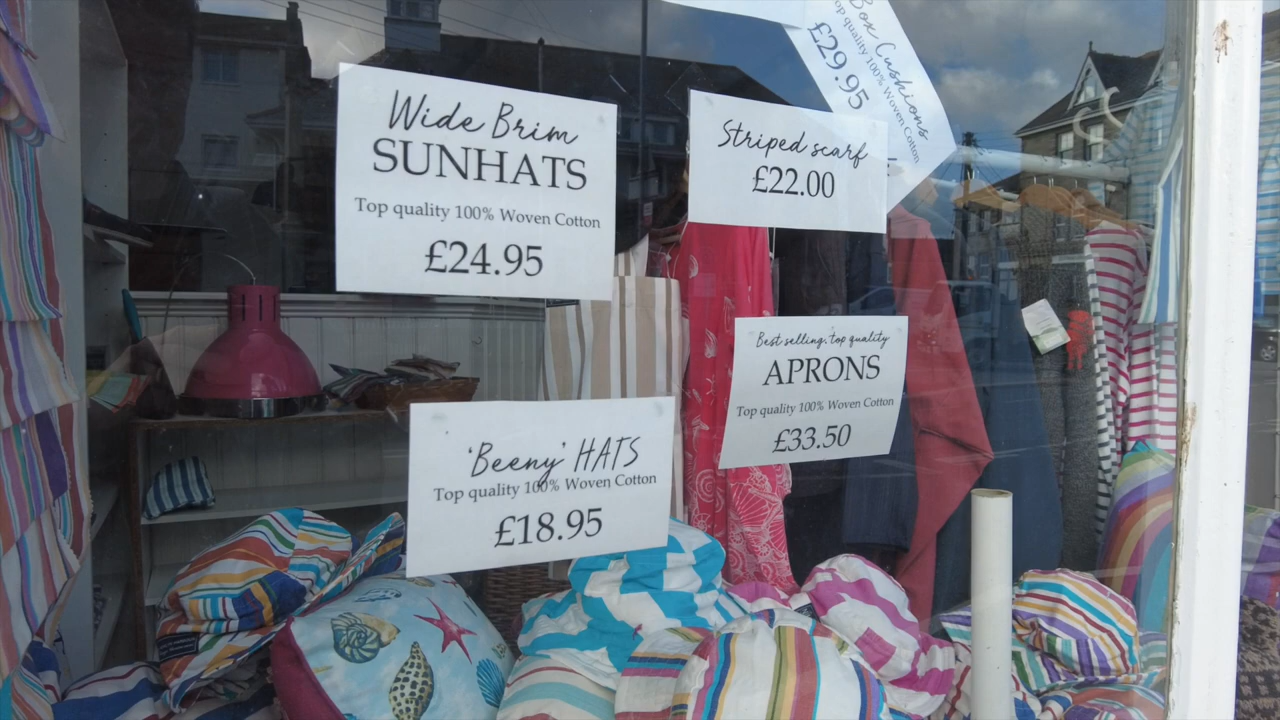 Wide Brim
SUNHATS
Top quality 100% Woven Cotton
£24.95
Striped scarf
£22.00
Box Cushions
Top quality 100% Woven Cotton
£29.95
Best selling, top quality
APRONS
Top quality 100% Woven Cotton
£33.50
'Beeny' HATS
Top quality 100% Woven Cotton
£18.95